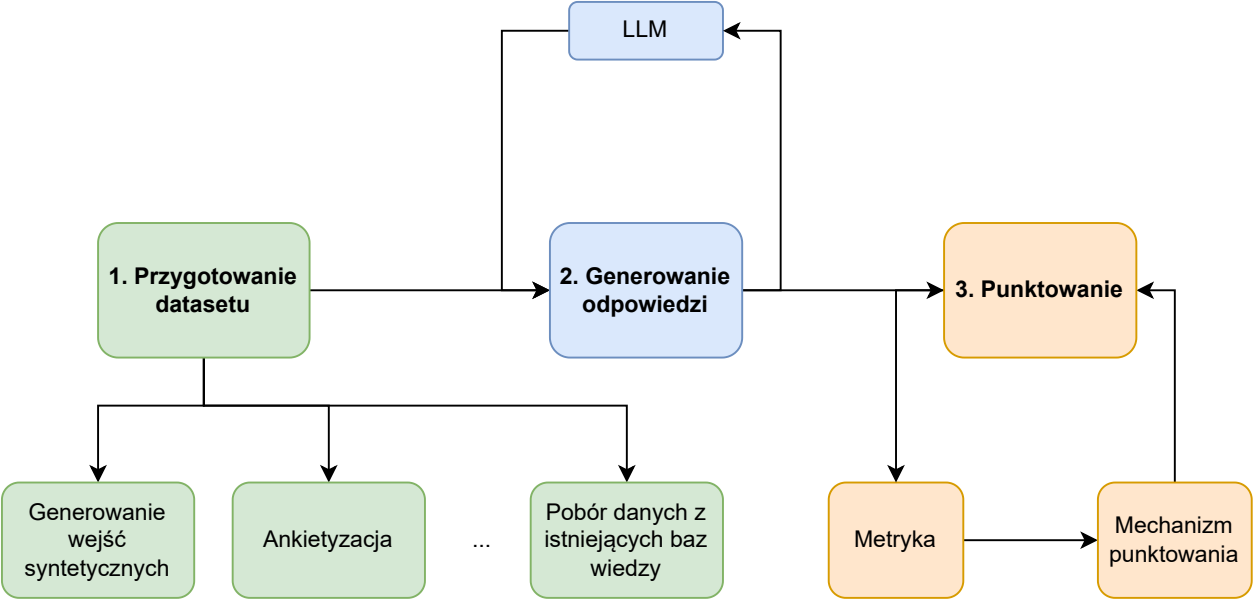 LLM
1. Przygotowanie
datasetu
2. Generowanie
odpowiedzi
3. Punktowanie
Generowanie
wejść
syntetycznych
Ankietyzacja
...
Pobór danych z
istniejących baz
wiedzy
Metryka
Mechanizm
punktowania